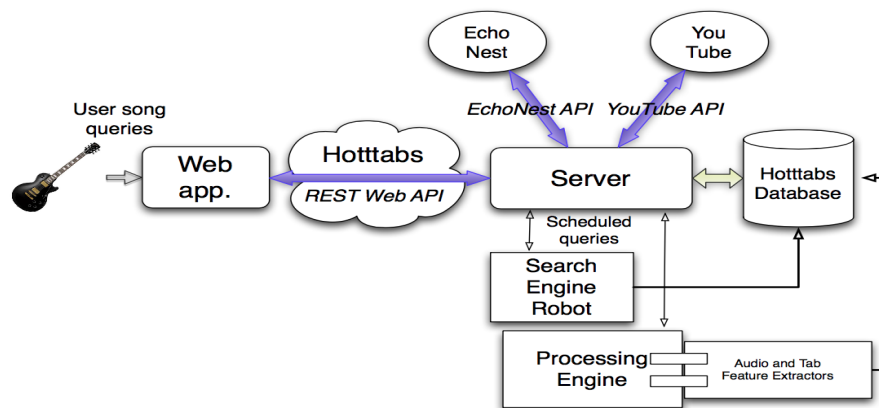 Echo
Nest
You
Tube
EchoNest API
YouTube API
User song
queries
Web
app.
Hotttabs
REST Web API
Server
Hotttabs
Database
Scheduled
queries
Search
Engine
Robot
Processing
Engine
Audio and Tab
Feature Extractors